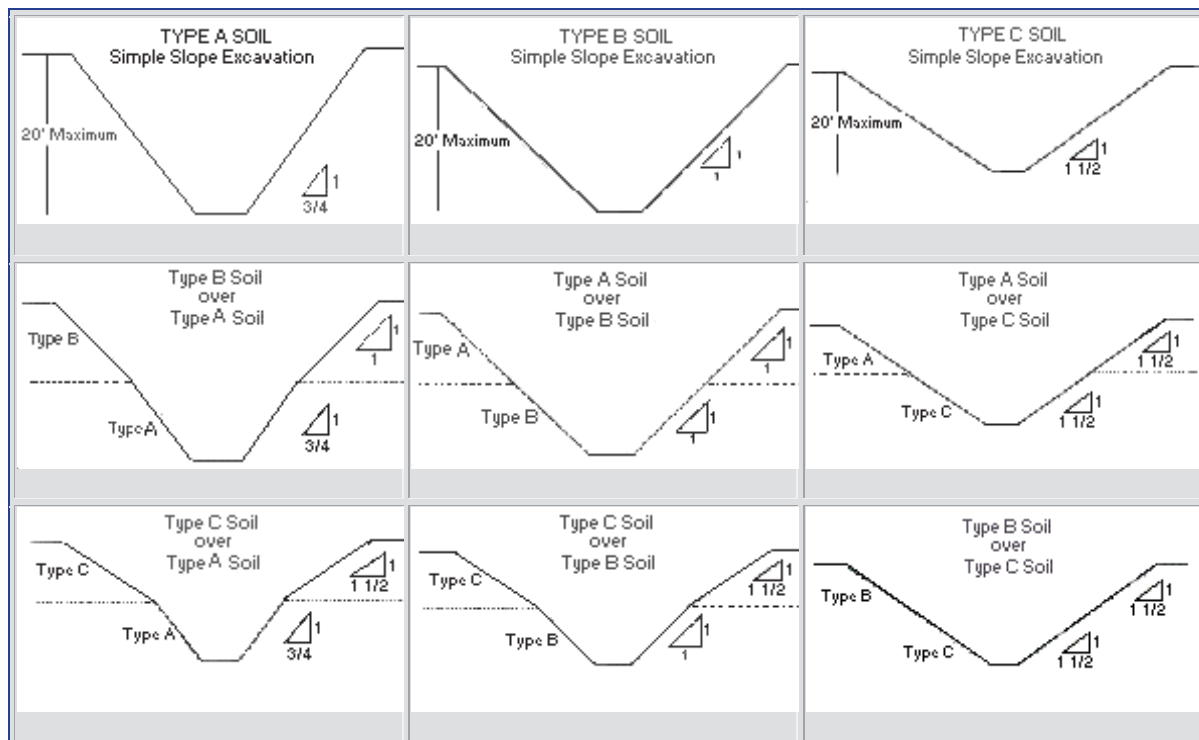 TYPE A SOIL
Simple Slope Excavation
20' Maximum
1
3/4
TYPE B SOIL
Simple Slope Excavation
20' Maximum
1
1
TYPE C SOIL
Simple Slope Excavation
20' Maximum
1
1 1/2
Type B Soil
over
Type A Soil
Type B
1
1
Type A
1
3/4
Type A Soil
over
Type B Soil
Type A
1
1
Type B
1
1
Type A Soil
over
Type C Soil
Type A
1
1 1/2
Type C
1
1 1/2
Type C Soil
over
Type A Soil
Type C
1
1 1/2
Type A
1
3/4
Type C Soil
over
Type B Soil
Type C
1
1 1/2
Type B
1
1
Type B Soil
over
Type C Soil
Type B
1
1 1/2
Type C
1
1 1/2